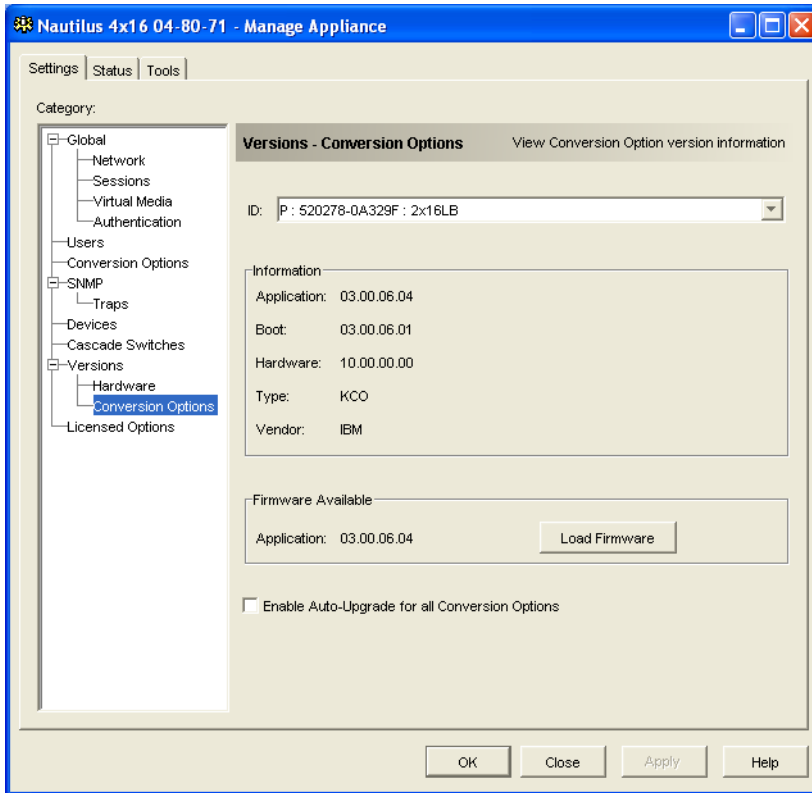 Nautilus 4x16 04-80-71 - Manage Appliance
Settings Status Tools
Category:
Global
Network
Sessions
Virtual Media
Authentication
Users
Conversion Options
SNMP
Traps
Devices
Cascade Switches
Versions
Hardware
Conversion Options
Licensed Options
Versions - Conversion Options View Conversion Option version information
ID: P : 520278-0A329F : 2x16LB
Information
Application: 03.00.06.04
Boot: 03.00.06.01
Hardware: 10.00.00.00
Type: KCO
Vendor: IBM
Firmware Available
Application: 03.00.06.04 Load Firmware
Enable Auto-Upgrade for all Conversion Options
OK Close Apply Help